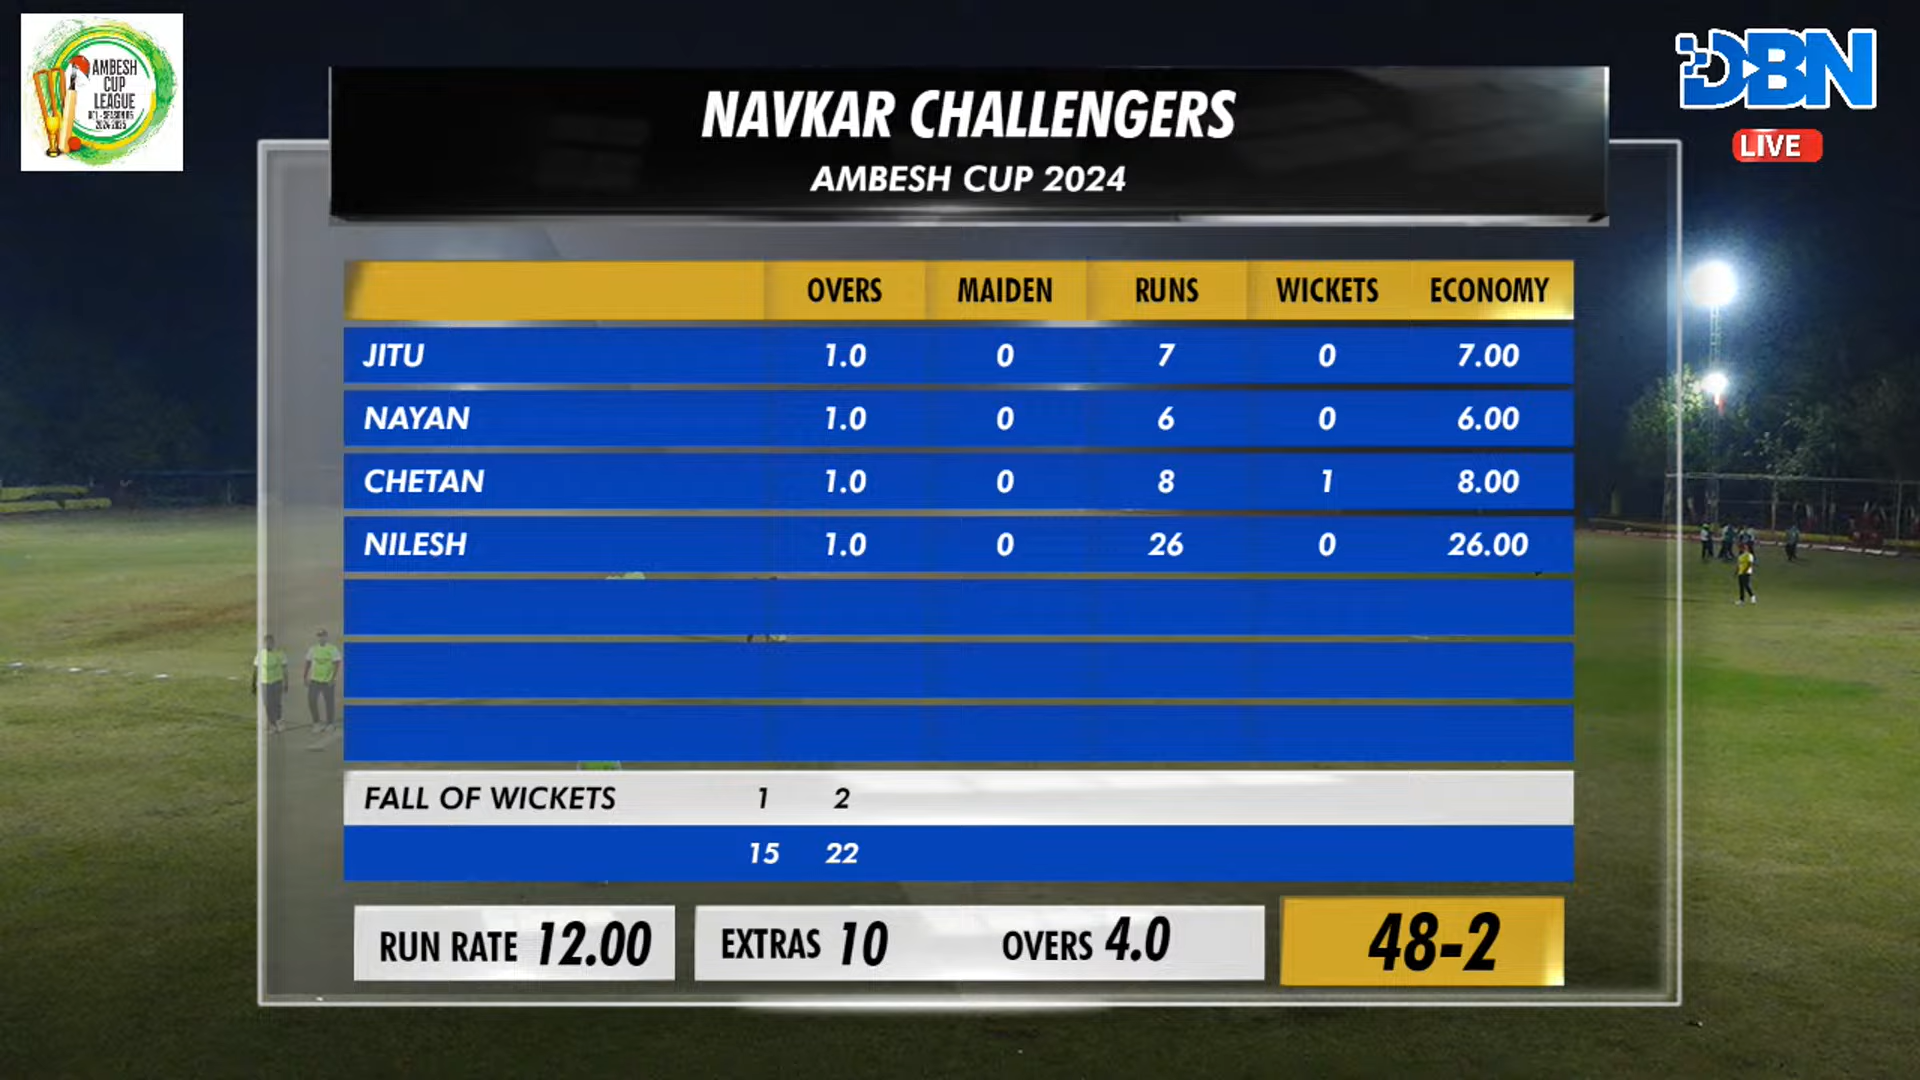 AMBESH
CUP
LEAGUE
2024-2025
DBN
LIVE
NAVKAR CHALLENGERS
AMBESH CUP 2024
OVERS MAIDEN RUNS WICKETS ECONOMY
JITU 1.0 0 7 0 7.00
NAYAN 1.0 0 6 0 6.00
CHETAN 1.0 0 8 1 8.00
NILESH 1.0 0 26 0 26.00
FALL OF WICKETS 1 2
15 22
RUN RATE 12.00 EXTRAS 10 OVERS 4.0 48-2